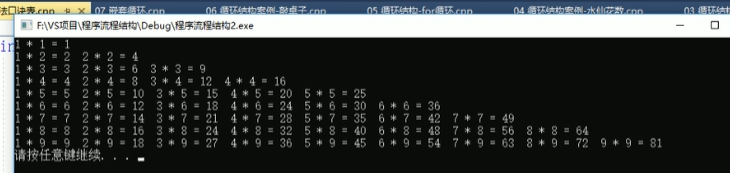 法口诀表.cpp 07 嵌套循环.cpp 06 循环结构案例-敲桌子.cpp 05 循环结构-for循环.cpp 04 循环结构案例-水仙花数.cpp 03 循环结构
F:\VS项目\程序流程结构\Debug\程序流程结构2.exe
in
1 * 1 = 1
1 * 2 = 2 2 * 2 = 4
1 * 3 = 3 2 * 3 = 6 3 * 3 = 9
1 * 4 = 4 2 * 4 = 8 3 * 4 = 12 4 * 4 = 16
1 * 5 = 5 2 * 5 = 10 3 * 5 = 15 4 * 5 = 20 5 * 5 = 25
1 * 6 = 6 2 * 6 = 12 3 * 6 = 18 4 * 6 = 24 5 * 6 = 30 6 * 6 = 36
1 * 7 = 7 2 * 7 = 14 3 * 7 = 21 4 * 7 = 28 5 * 7 = 35 6 * 7 = 42 7 * 7 = 49
1 * 8 = 8 2 * 8 = 16 3 * 8 = 24 4 * 8 = 32 5 * 8 = 40 6 * 8 = 48 7 * 8 = 56 8 * 8 = 64
1 * 9 = 9 2 * 9 = 18 3 * 9 = 27 4 * 9 = 36 5 * 9 = 45 6 * 9 = 54 7 * 9 = 63 8 * 9 = 72 9 * 9 = 81
请按任意键继续. . .